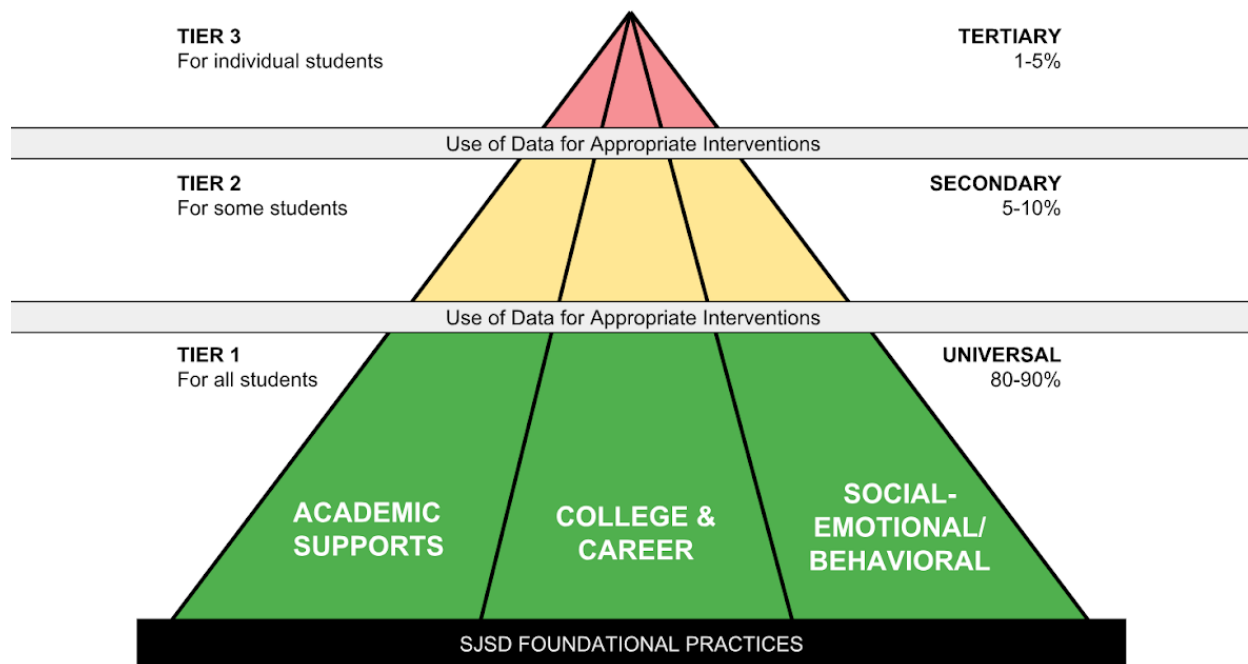 TIER 3
For individual students
TERTIARY
1-5%
Use of Data for Appropriate Interventions
TIER 2
For some students
SECONDARY
5-10%
Use of Data for Appropriate Interventions
TIER 1
For all students
UNIVERSAL
80-90%
ACADEMIC
SUPPORTS
COLLEGE &
CAREER
SOCIAL-
EMOTIONAL/
BEHAVIORAL
SJSD FOUNDATIONAL PRACTICES